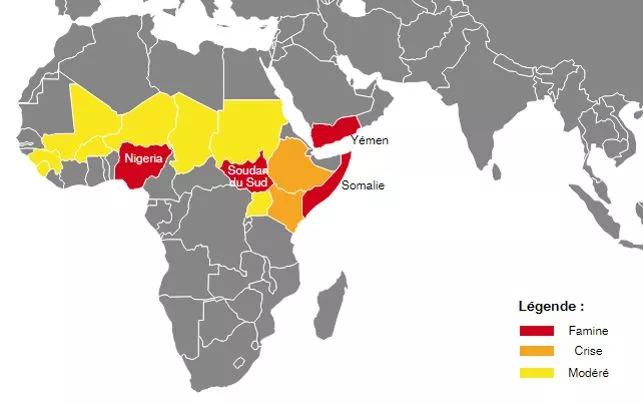 Nigeria
Soudan
du Sud
Yémen
Somalie
Légende :
Famine
Crise
Modéré